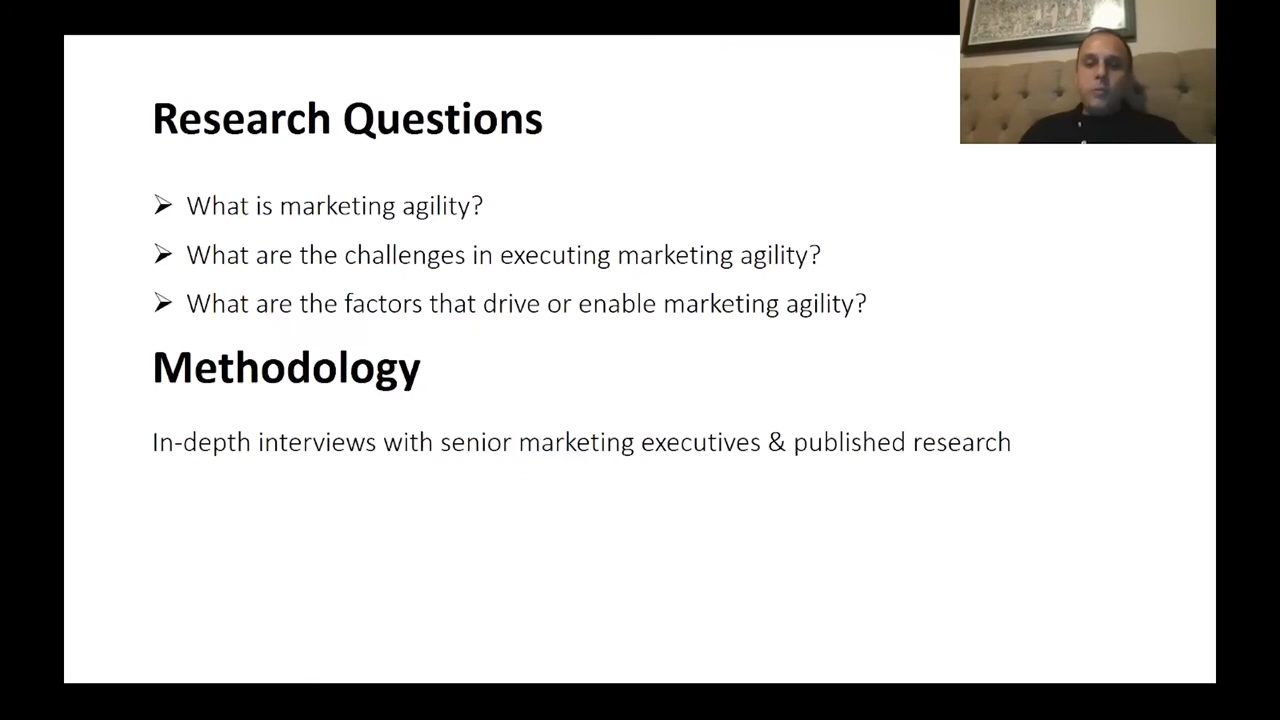 Research Questions
➢ What is marketing agility?
➢ What are the challenges in executing marketing agility?
➢ What are the factors that drive or enable marketing agility?
Methodology
In-depth interviews with senior marketing executives & published research